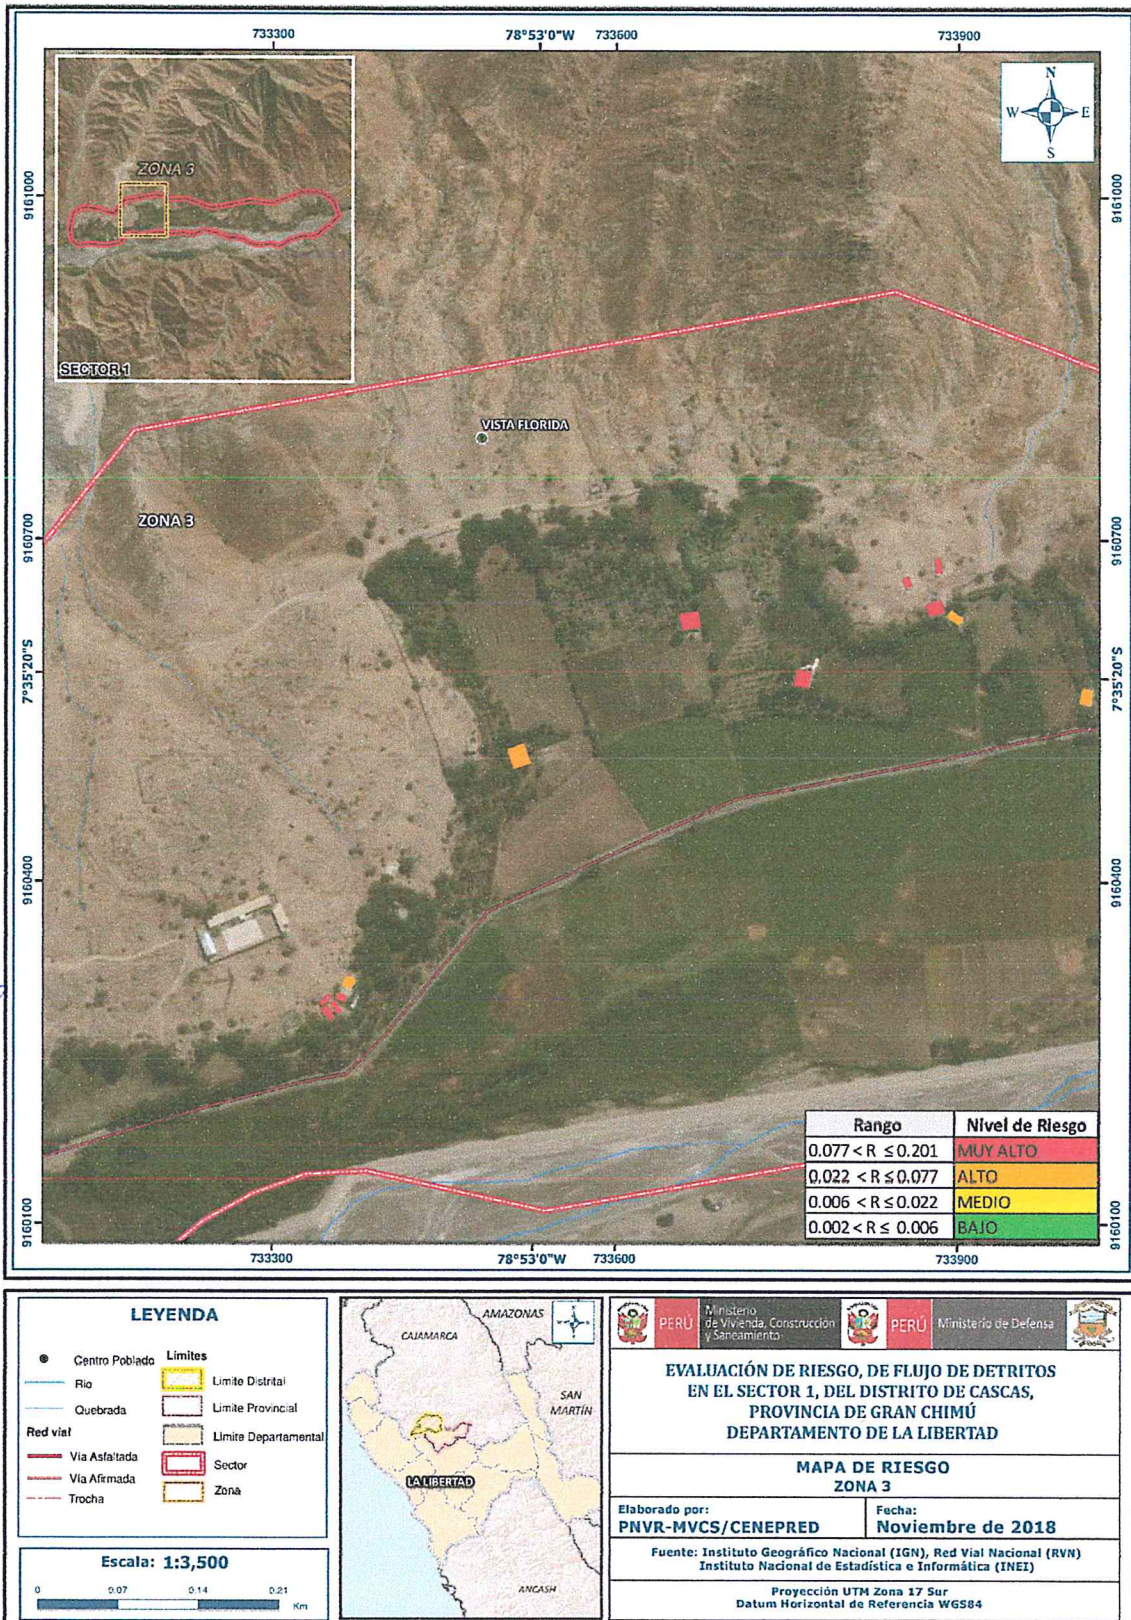 733300
78°53'0"W
733600
733900
N
W
E
S
ZONA 3
SECTOR 1
9161000
9161000
VISTA FLORIDA
ZONA 3
9160700
9160700
7°35'20"S
7°35'20"S
9160400
9160400
9160100
9160100
Rango
Nivel de Riesgo
0.077 < R ≤ 0.201
MUY ALTO
0.022 < R ≤ 0.077
ALTO
0.006 < R ≤ 0.022
MEDIO
0.002 < R ≤ 0.006
BAJO
733300
78°53'0"W
733600
733900
LEYENDA
Centro Poblado
Río
Quebrada
Red vial
Vía Asfaltada
Vía Afirmada
Trocha
Límites
Límite Distrital
Límite Provincial
Límite Departamental
Sector
Zona
Escala: 1:3,500
0
0.07
0.14
0.21
Km
AMAZONAS
CAJAMARCA
SAN
MARTÍN
LA LIBERTAD
ANCASH
PERÚ
Ministerio
de Vivienda, Construcción
y Saneamiento
PERÚ
Ministerio de Defensa
EVALUACIÓN DE RIESGO, DE FLUJO DE DETRITOS
EN EL SECTOR 1, DEL DISTRITO DE CASCAS,
PROVINCIA DE GRAN CHIMÚ
DEPARTAMENTO DE LA LIBERTAD
MAPA DE RIESGO
ZONA 3
Elaborado por:
PNVR-MVCS/CENEPRED
Fecha:
Noviembre de 2018
Fuente: Instituto Geográfico Nacional (IGN), Red Vial Nacional (RVN)
Instituto Nacional de Estadística e Informática (INEI)
Proyección UTM Zona 17 Sur
Datum Horizontal de Referencia WGS84